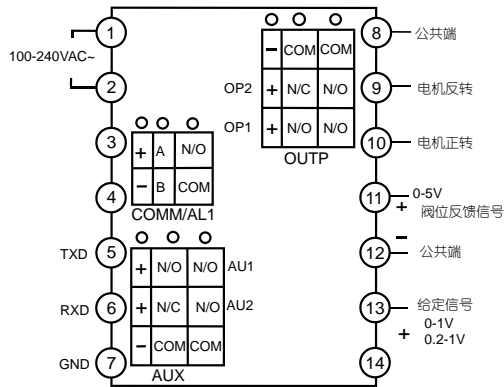 1
100-240VAC~
2
3
4
TXD 5
RXD 6
GND 7
+ A N/O
− B COM
COMM/AL1
+ N/O N/O AU1
+ N/C N/O AU2
− COM COM
AUX
− COM COM
OP2 + N/C N/O
OP1 + N/O N/O
OUTP
8 公共端
9 电机反转
10 电机正转
11 0-5V
+ 阀位反馈信号
−
12 公共端
13 给定信号
0-1V
+ 0.2-1V
14